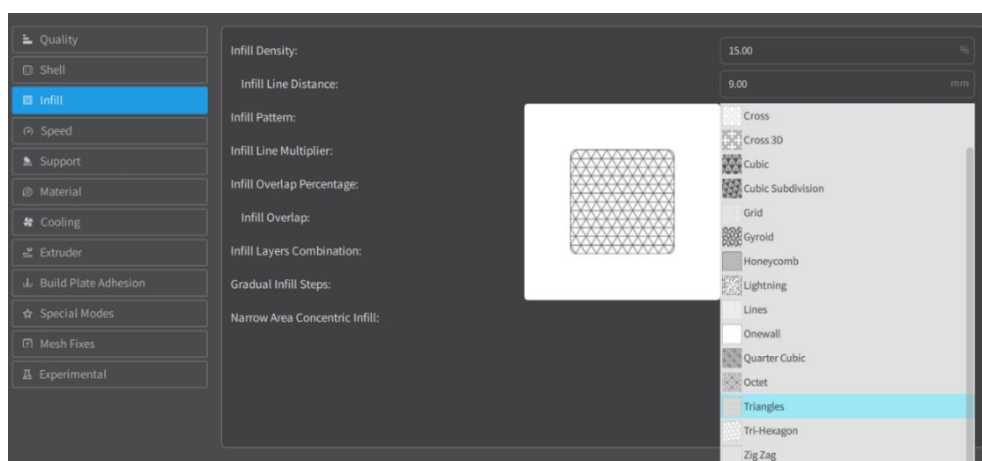 Quality
Shell
Infill
Speed
Support
Material
Cooling
Extruder
Build Plate Adhesion
Special Modes
Mesh Fixes
Experimental
Infill Density:
15.00 %
Infill Line Distance:
9.00 mm
Infill Pattern:
Infill Line Multiplier:
Infill Overlap Percentage:
Infill Overlap:
Infill Layers Combination:
Gradual Infill Steps:
Narrow Area Concentric Infill:
Cross
Cross 3D
Cubic
Cubic Subdivision
Grid
Gyroid
Honeycomb
Lightning
Lines
Onewall
Quarter Cubic
Octet
Triangles
Tri-Hexagon
Zig Zag